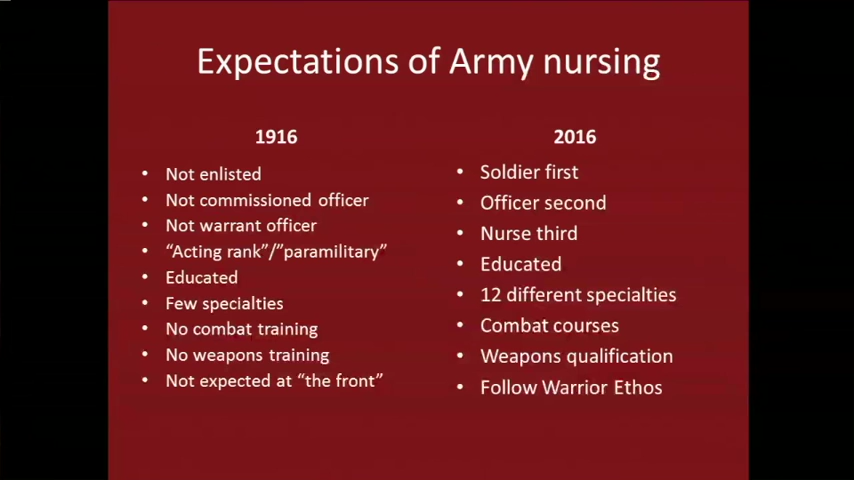 Expectations of Army nursing
1916
• Not enlisted
• Not commissioned officer
• Not warrant officer
• “Acting rank”/”paramilitary”
• Educated
• Few specialties
• No combat training
• No weapons training
• Not expected at “the front”
2016
• Soldier first
• Officer second
• Nurse third
• Educated
• 12 different specialties
• Combat courses
• Weapons qualification
• Follow Warrior Ethos